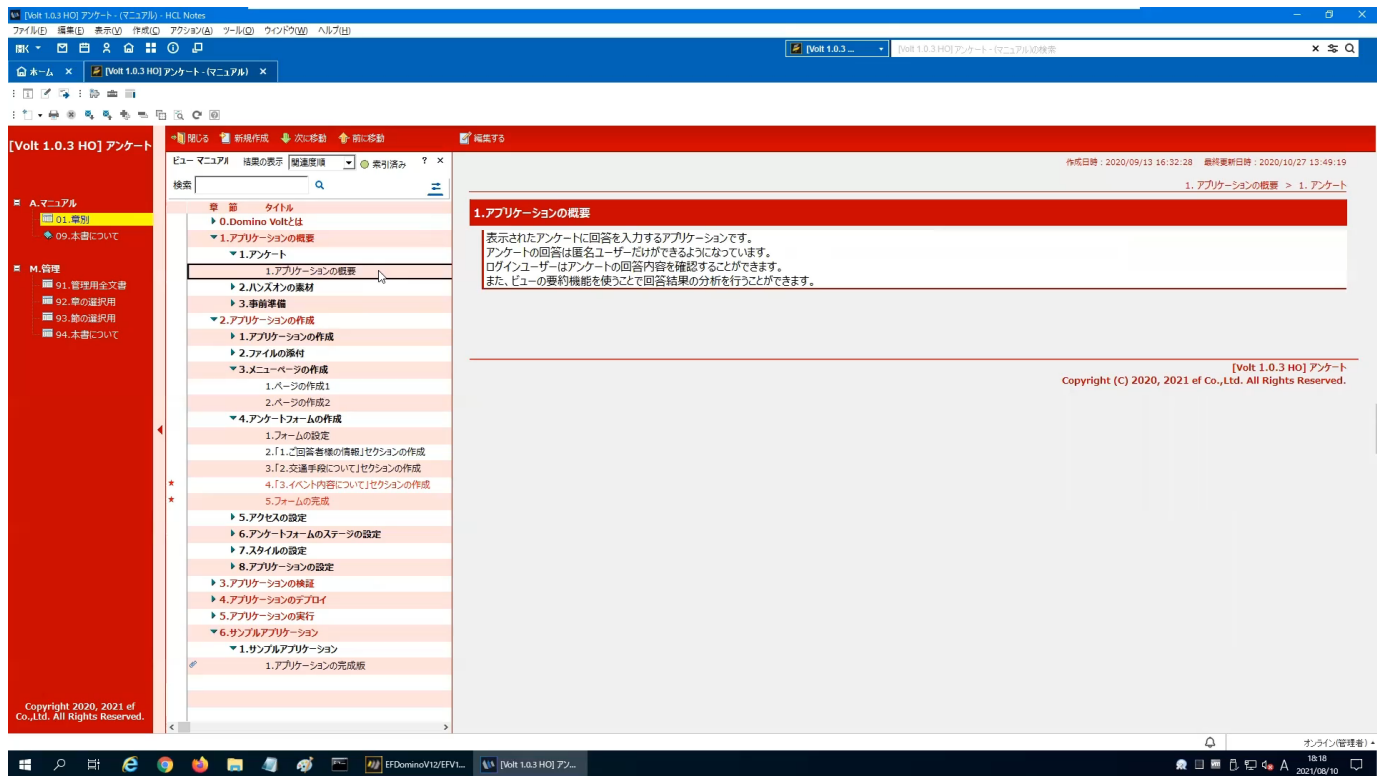 [Volt 1.0.3 HO] アンケート - (マニュアル) - HCL Notes
ファイル(F) 編集(E) 表示(V) 作成(C) アクション(A) ツール(O) ウィンドウ(W) ヘルプ(H)
開く
[Volt 1.0.3 ...
[Volt 1.0.3 HO] アンケート - (マニュアル)の検索
ホーム
[Volt 1.0.3 HO] アンケート - (マニュアル)
[Volt 1.0.3 HO] アンケート
A.マニュアル
01.章別
09.本書について
M.管理
91.管理用全文書
92.章の選択用
93.節の選択用
94.本書について
Copyright 2020, 2021 ef
Co.,Ltd. All Rights Reserved.
閉じる 新規作成 次に移動 前に移動
ビュー マニュアル 結果の表示 関連度順 索引済み ? ×
検索
章 節 タイトル
0.Domino Voltとは
1.アプリケーションの概要
1.アンケート
1.アプリケーションの概要
2.ハンズオンの素材
3.事前準備
2.アプリケーションの作成
1.アプリケーションの作成
2.ファイルの添付
3.メニューページの作成
1.ページの作成1
2.ページの作成2
4.アンケートフォームの作成
1.フォームの設定
2.「1.ご回答者様の情報」セクションの作成
3.「2.交通手段について」セクションの作成
* 4.「3.イベント内容について」セクションの作成
* 5.フォームの完成
5.アクセスの設定
6.アンケートフォームのステージの設定
7.スタイルの設定
8.アプリケーションの設定
3.アプリケーションの検証
4.アプリケーションのデプロイ
5.アプリケーションの実行
6.サンプルアプリケーション
1.サンプルアプリケーション
1.アプリケーションの完成版
編集する
作成日時 : 2020/09/13 16:32:28 最終更新日時 : 2020/10/27 13:49:19
1. アプリケーションの概要 > 1. アンケート
1.アプリケーションの概要
表示されたアンケートに回答を入力するアプリケーションです。
アンケートの回答は匿名ユーザーだけができるようになっています。
ログインユーザーはアンケートの回答内容を確認することができます。
また、ビューの要約機能を使うことで回答結果の分析を行うことができます。
[Volt 1.0.3 HO] アンケート
Copyright (C) 2020, 2021 ef Co.,Ltd. All Rights Reserved.
オンライン(管理者)
EFDominoV12/EFV1...
[Volt 1.0.3 HO] アン...
A
18:18
2021/08/10